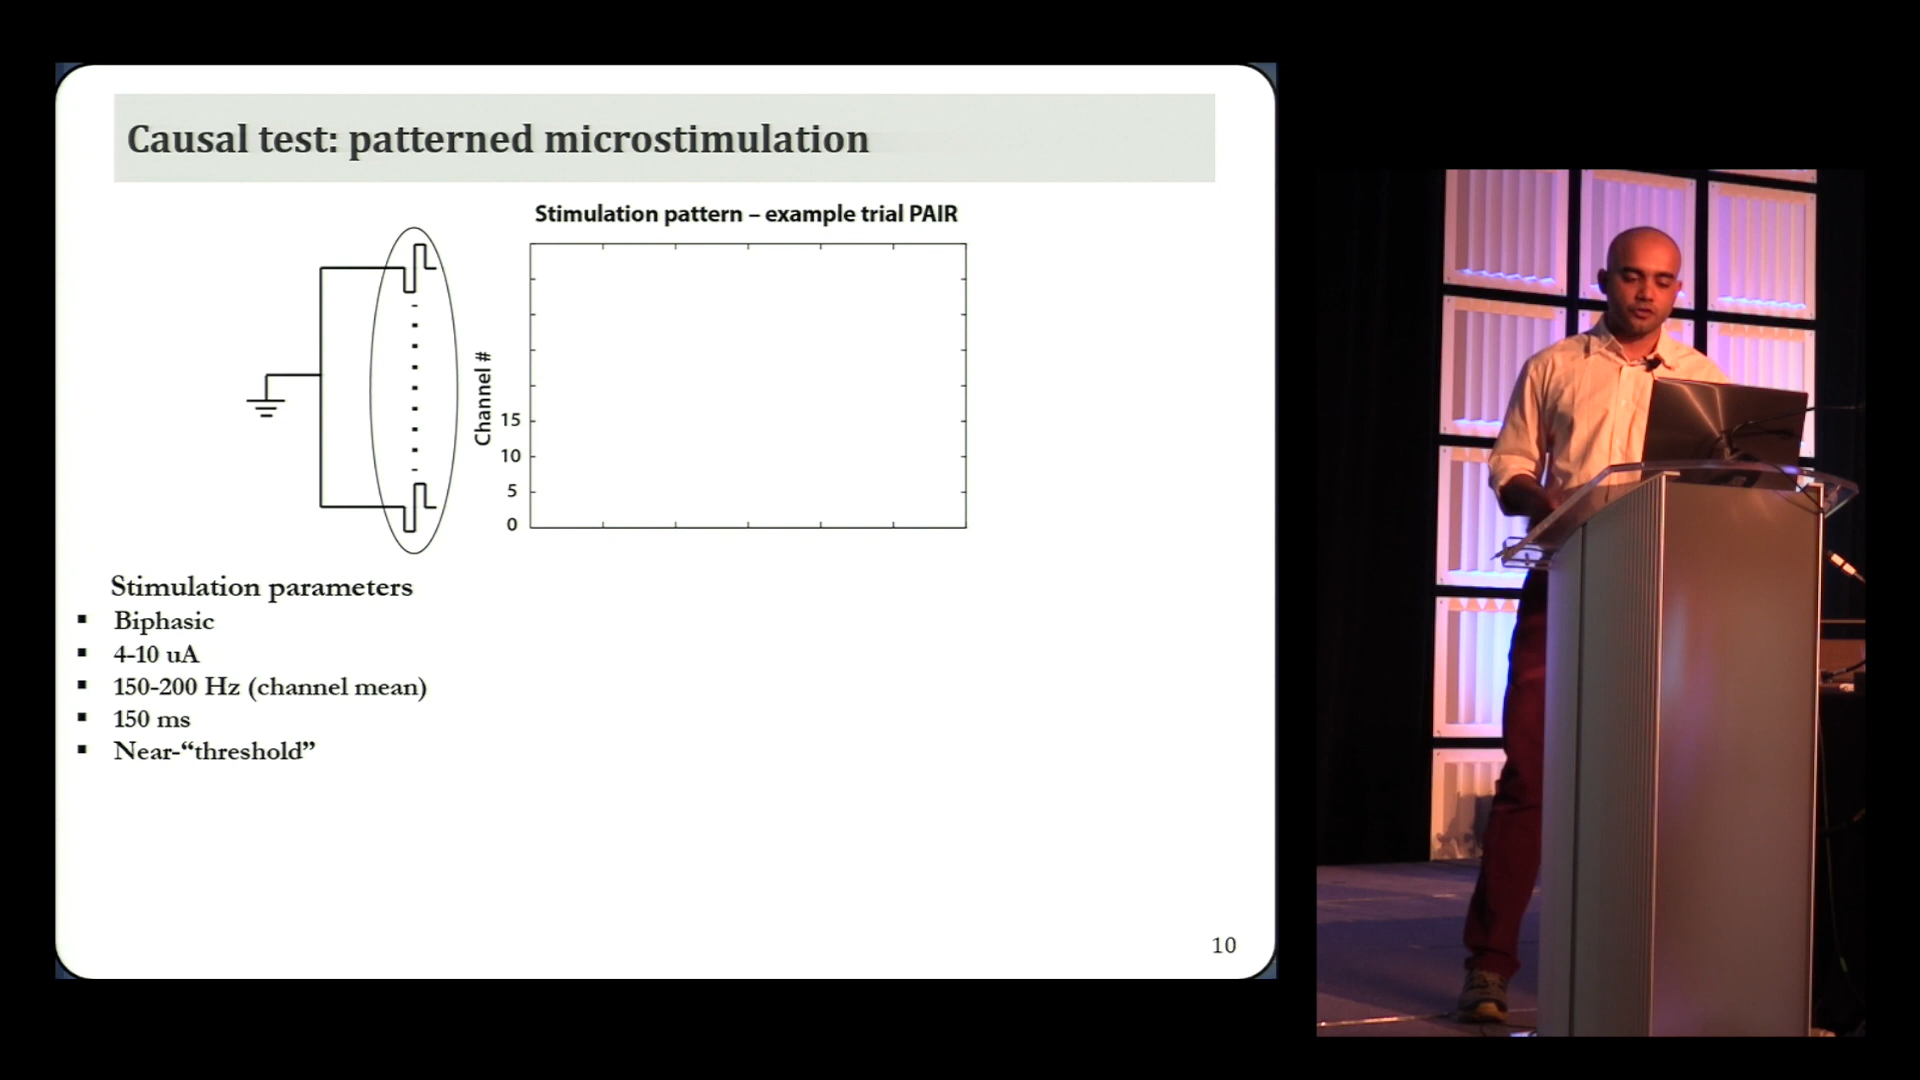 Causal test: patterned microstimulation
Stimulation pattern – example trial PAIR
Channel #
15
10
5
0
Stimulation parameters
▪ Biphasic
▪ 4-10 uA
▪ 150-200 Hz (channel mean)
▪ 150 ms
▪ Near-“threshold”
10